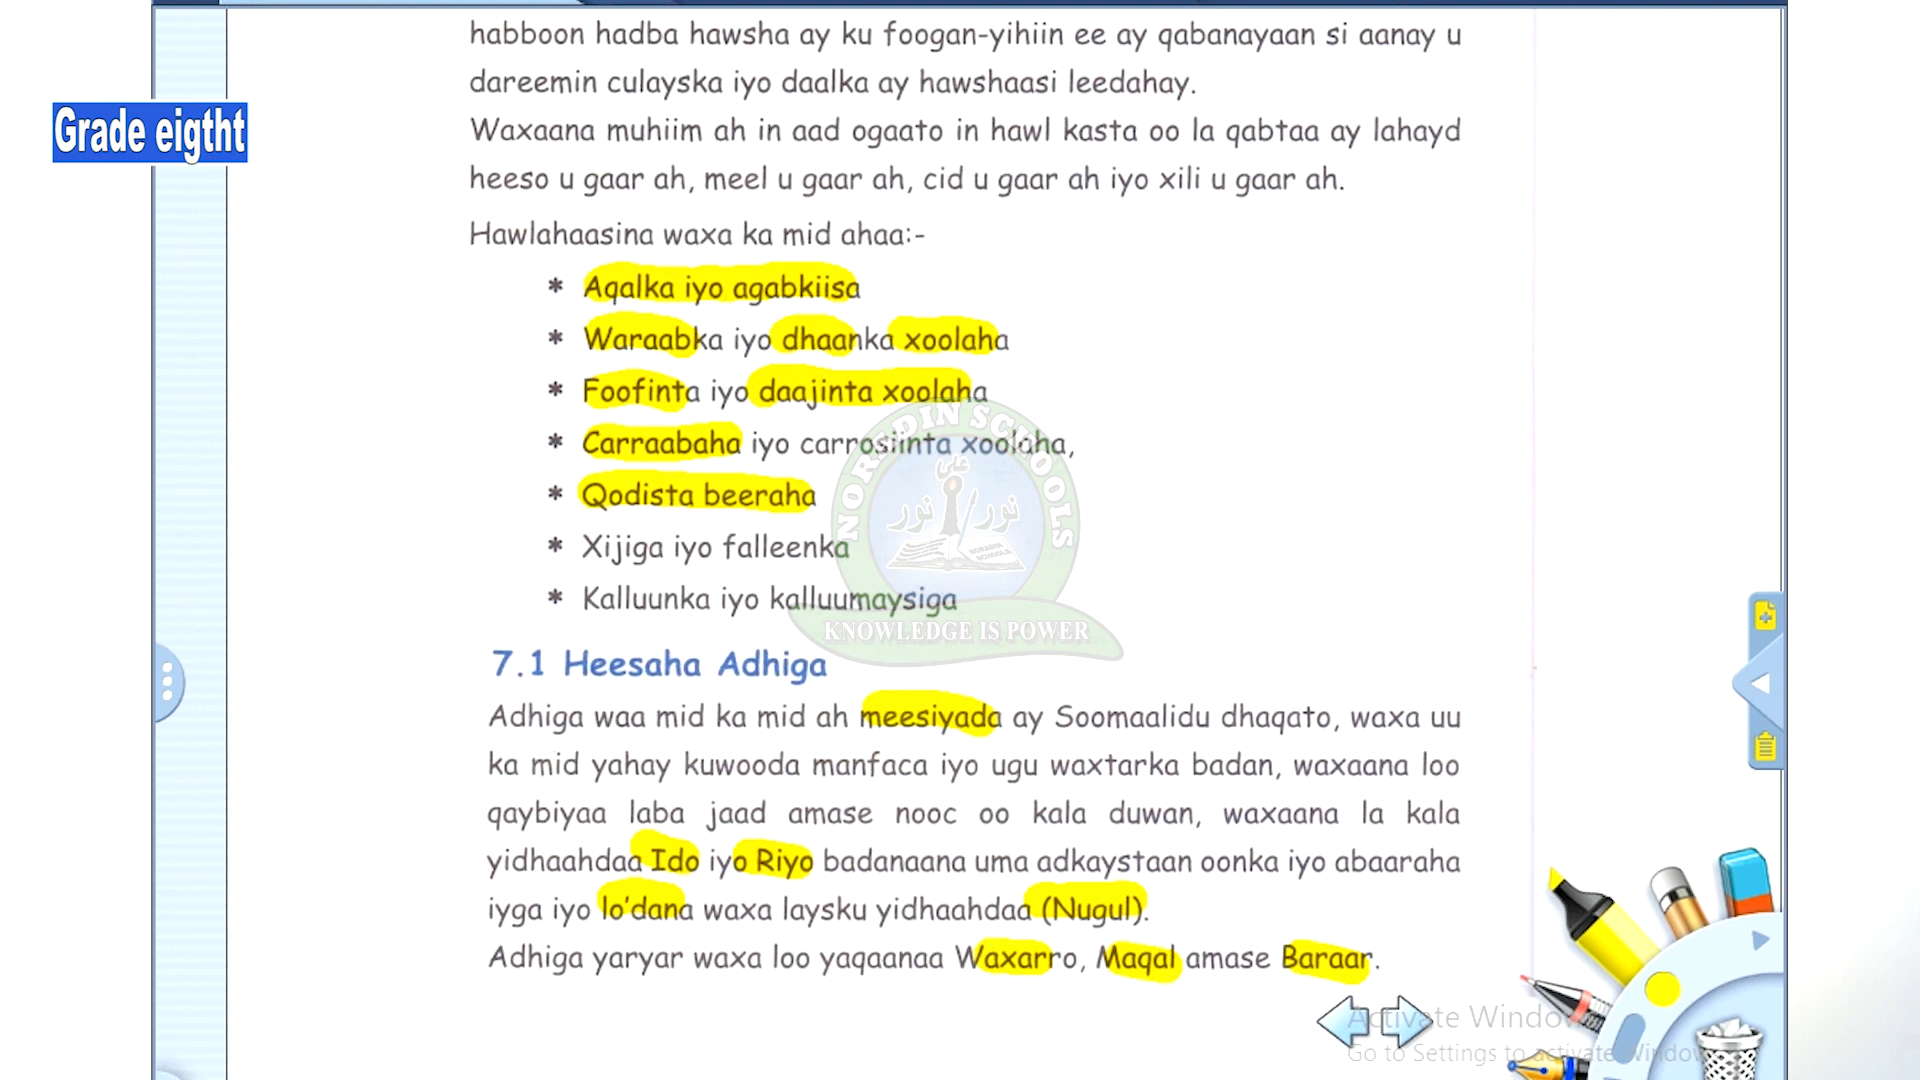 habboon hadba hawsha ay ku foogan-yihiin ee ay qabanayaan si aanay u
dareemin culayska iyo daalka ay hawshaasi leedahay.
Grade eigtht
Waxaana muhiim ah in aad ogaato in hawl kasta oo la qabtaa ay lahayd
heeso u gaar ah, meel u gaar ah, cid u gaar ah iyo xili u gaar ah.
Hawlahaasina waxa ka mid ahaa:-
* Aqalka iyo agabkiisa
* Waraabka iyo dhaanka xoolaha
* Foofinta iyo daajinta xoolaha
* Carraabaha iyo carrosiinta xoolaha,
* Qodista beeraha
* Xijiga iyo falleenka
* Kalluunka iyo kalluumaysiga
NORADIN SCHOOLS
نور على نور
NORADIN SCHOOLS
KNOWLEDGE IS POWER
7.1 Heesaha Adhiga
Adhiga waa mid ka mid ah meesiyada ay Soomaalidu dhaqato, waxa uu
ka mid yahay kuwooda manfaca iyo ugu waxtarka badan, waxaana loo
qaybiyaa laba jaad amase nooc oo kala duwan, waxaana la kala
yidhaahdaa Ido iyo Riyo badanaana uma adkaystaan oonka iyo abaaraha
iyga iyo lo'dana waxa laysku yidhaahdaa (Nugul).
Adhiga yaryar waxa loo yaqaanaa Waxarro, Maqal amase Baraar.
Activate Windows
Go to Settings to activate Windows